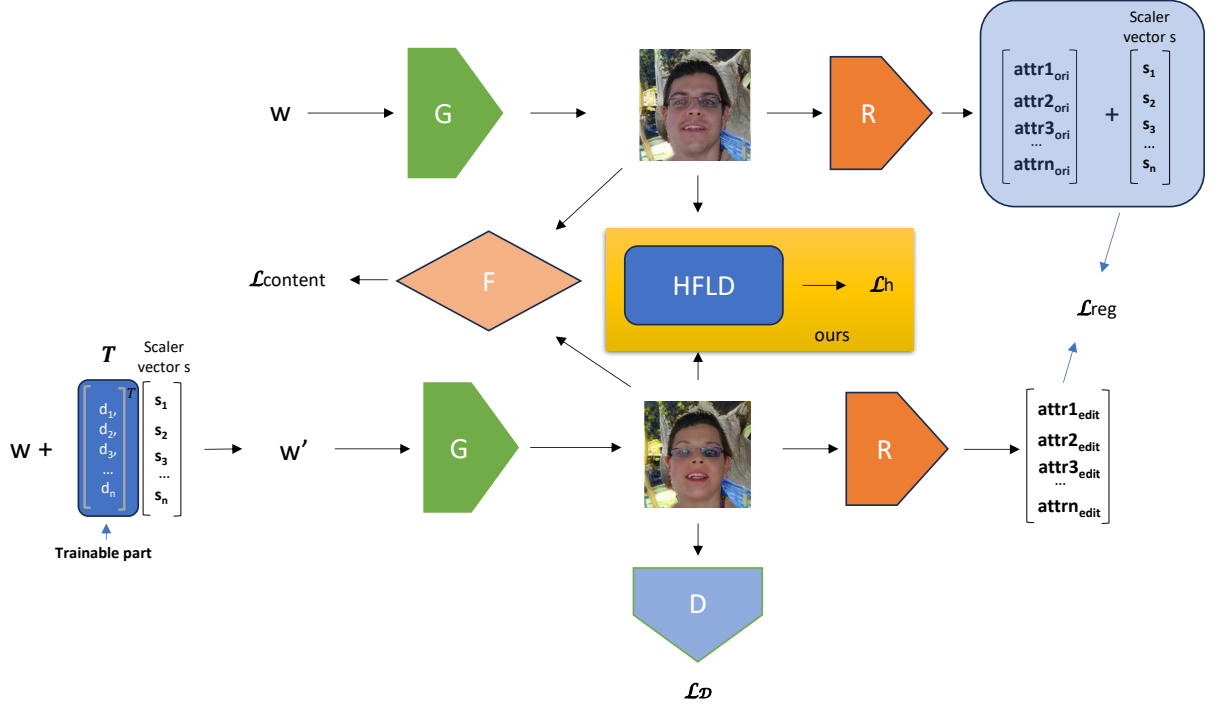 Scaler
vector s
w
G
R
attr1ori
attr2ori
attr3ori
...
attrnori
+
s1
s2
s3
...
sn
ℒcontent
F
HFLD
ℒh
ours
ℒreg
T
Scaler
vector s
w +
d1,
d2,
d3,
...
dn
T
s1
s2
s3
...
sn
w’
G
R
attr1edit
attr2edit
attr3edit
...
attrnedit
Trainable part
D
ℒD